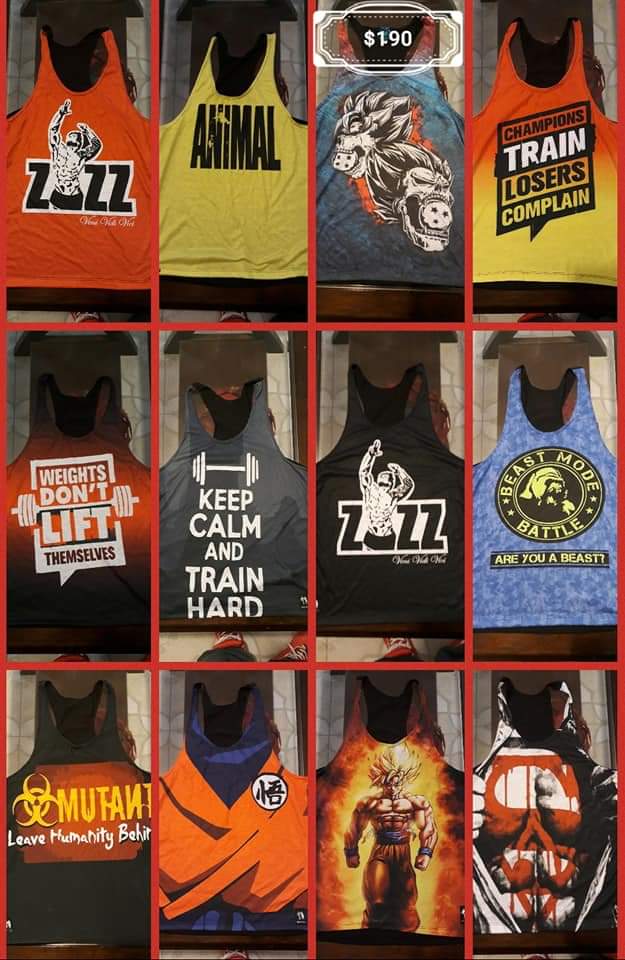 $190
ZYZZ
Veni Vidi Vici
ANIMAL
CHAMPIONS
TRAIN
LOSERS
COMPLAIN
WEIGHTS
DON'T
LIFT
THEMSELVES
KEEP
CALM
AND
TRAIN
HARD
ZYZZ
Veni Vidi Vici
BEAST MODE
BATTLE
ARE YOU A BEAST?
MUTANT
Leave Humanity Behin
悟